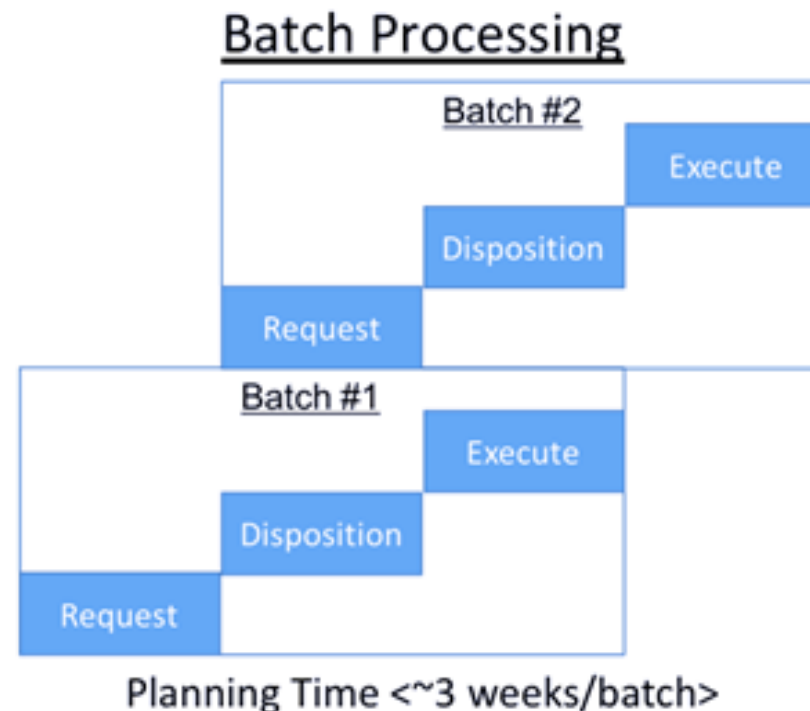 Batch Processing
Batch #2
Execute
Disposition
Request
Batch #1
Execute
Disposition
Request
Planning Time <~3 weeks/batch>